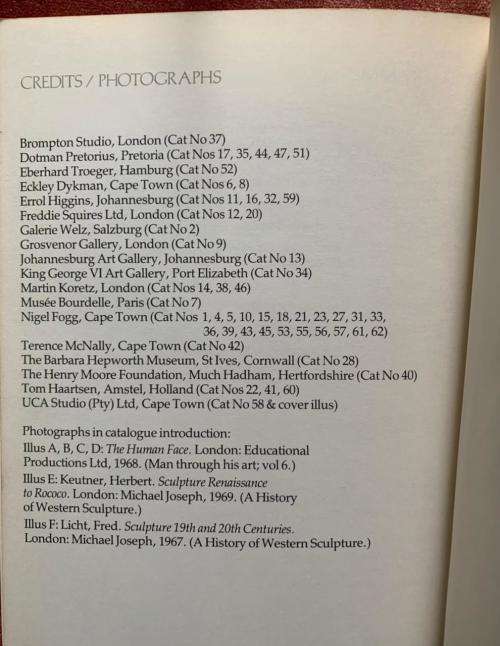 CREDITS / PHOTOGRAPHS
Brompton Studio, London (Cat No 37)
Dotman Pretorius, Pretoria (Cat Nos 17, 35, 44, 47, 51)
Eberhard Troeger, Hamburg (Cat No 52)
Eckley Dykman, Cape Town (Cat Nos 6, 8)
Errol Higgins, Johannesburg (Cat Nos 11, 16, 32, 59)
Freddie Squires Ltd, London (Cat Nos 12, 20)
Galerie Welz, Salzburg (Cat No 2)
Grosvenor Gallery, London (Cat No 9)
Johannesburg Art Gallery, Johannesburg (Cat No 13)
King George VI Art Gallery, Port Elizabeth (Cat No 34)
Martin Koretz, London (Cat Nos 14, 38, 46)
Musée Bourdelle, Paris (Cat No 7)
Nigel Fogg, Cape Town (Cat Nos 1, 4, 5, 10, 15, 18, 21, 23, 27, 31, 33,
36, 39, 43, 45, 53, 55, 56, 57, 61, 62)
Terence McNally, Cape Town (Cat No 42)
The Barbara Hepworth Museum, St Ives, Cornwall (Cat No 28)
The Henry Moore Foundation, Much Hadham, Hertfordshire (Cat No 40)
Tom Haartsen, Amstel, Holland (Cat Nos 22, 41, 60)
UCA Studio (Pty) Ltd, Cape Town (Cat No 58 & cover illus)
Photographs in catalogue introduction:
Illus A, B, C, D: The Human Face. London: Educational
Productions Ltd, 1968. (Man through his art; vol 6.)
Illus E: Keutner, Herbert. Sculpture Renaissance
to Rococo. London: Michael Joseph, 1969. (A History
of Western Sculpture.)
Illus F: Licht, Fred. Sculpture 19th and 20th Centuries.
London: Michael Joseph, 1967. (A History of Western Sculpture.)